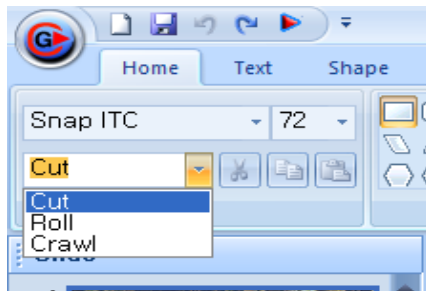 G
Home Text Shape
Snap ITC 72
Cut
Cut
Roll
Crawl